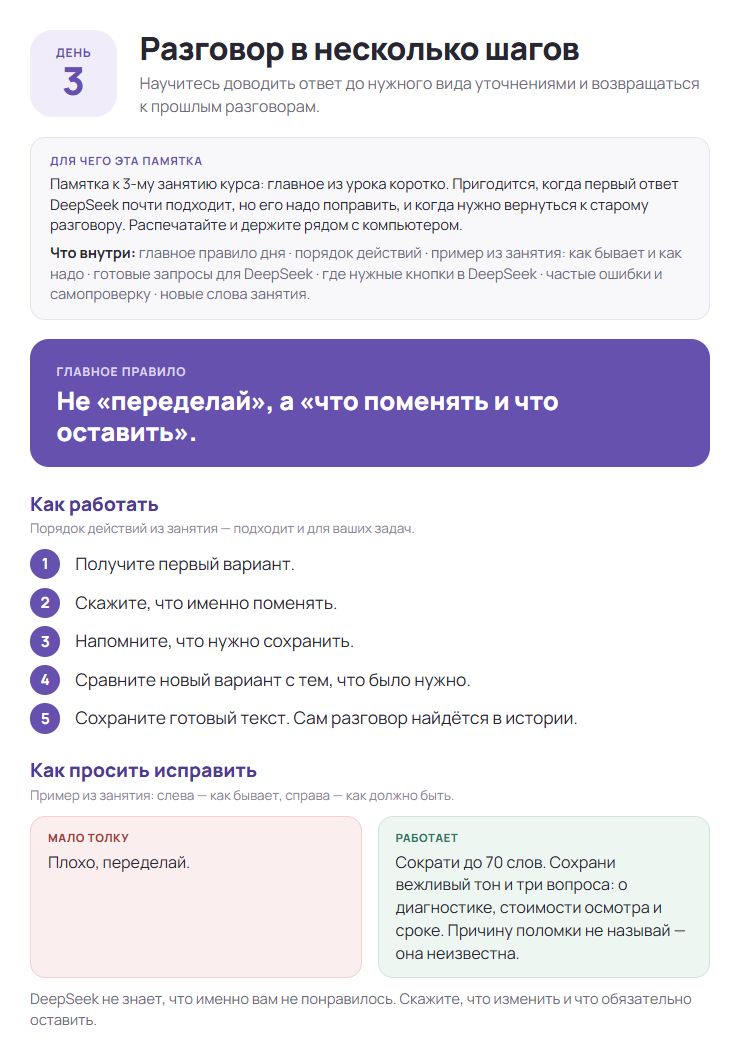 ДЕНЬ
3
Разговор в несколько шагов
Научитесь доводить ответ до нужного вида уточнениями и возвращаться
к прошлым разговорам.
ДЛЯ ЧЕГО ЭТА ПАМЯТКА
Памятка к 3-му занятию курса: главное из урока коротко. Пригодится, когда первый ответ
DeepSeek почти подходит, но его надо поправить, и когда нужно вернуться к старому
разговору. Распечатайте и держите рядом с компьютером.
Что внутри: главное правило дня · порядок действий · пример из занятия: как бывает и как
надо · готовые запросы для DeepSeek · где нужные кнопки в DeepSeek · частые ошибки и
самопроверку · новые слова занятия.
ГЛАВНОЕ ПРАВИЛО
Не «переделай», а «что поменять и что
оставить».
Как работать
Порядок действий из занятия — подходит и для ваших задач.
1 Получите первый вариант.
2 Скажите, что именно поменять.
3 Напомните, что нужно сохранить.
4 Сравните новый вариант с тем, что было нужно.
5 Сохраните готовый текст. Сам разговор найдётся в истории.
Как просить исправить
Пример из занятия: слева — как бывает, справа — как должно быть.
МАЛО ТОЛКУ
Плохо, переделай.
РАБОТАЕТ
Сократи до 70 слов. Сохрани
вежливый тон и три вопроса: о
диагностике, стоимости осмотра и
сроке. Причину поломки не называй —
она неизвестна.
DeepSeek не знает, что именно вам не понравилось. Скажите, что изменить и что обязательно
оставить.